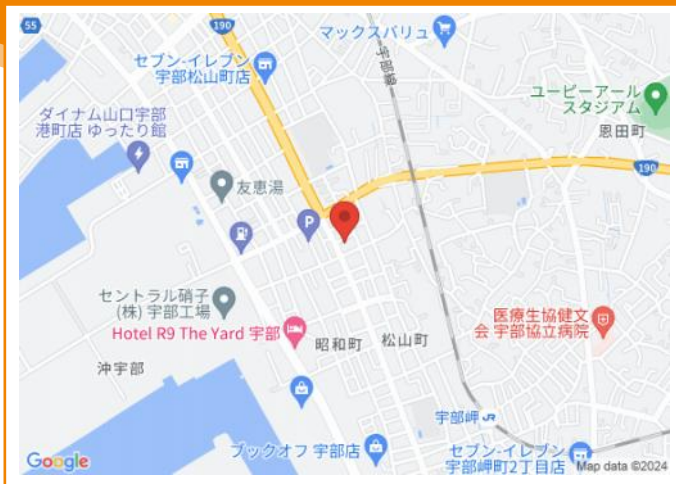 55
190
マックスバリュ
セブン-イレブン
宇部松山町店
宇部線
ユーピーアール
スタジアム
恩田町
ダイナム山口宇部
港町店 ゆったり館
190
友恵湯
P
セントラル硝子
(株) 宇部工場
Hotel R9 The Yard 宇部
昭和町
松山町
医療生協健文
会 宇部協立病院
沖宇部
宇部岬 JR
ブックオフ 宇部店
セブン-イレブン
宇部岬町2丁目店
Google
Map data ©2024